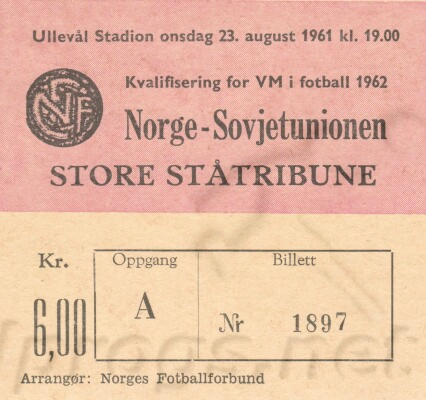 Ullevål Stadion onsdag 23. august 1961 kl. 19.00
Kvalifisering for VM i fotball 1962
Norge-Sovjetunionen
STORE STÅTRIBUNE
Kr.
6,00
Oppgang
A
Billett
Nr 1897
Arrangør: Norges Fotballforbund